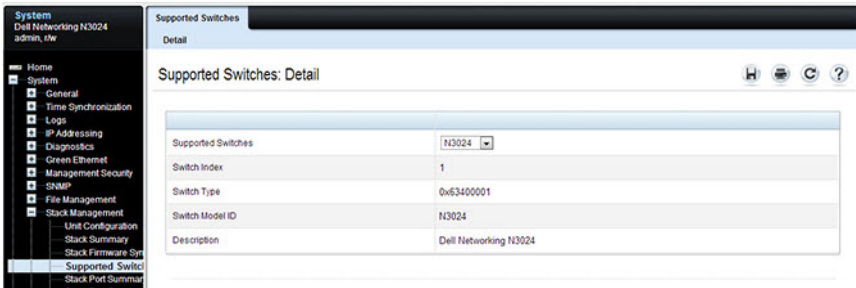 System
Dell Networking N3024
admin, r/w
Home
System
General
Time Synchronization
Logs
IP Addressing
Diagnostics
Green Ethernet
Management Security
SNMP
File Management
Stack Management
Unit Configuration
Stack Summary
Stack Firmware Syn
Supported Switc
Stack Port Summar
Supported Switches
Detail
Supported Switches: Detail
Supported Switches N3024
Switch Index 1
Switch Type 0x63400001
Switch Model ID N3024
Description Dell Networking N3024